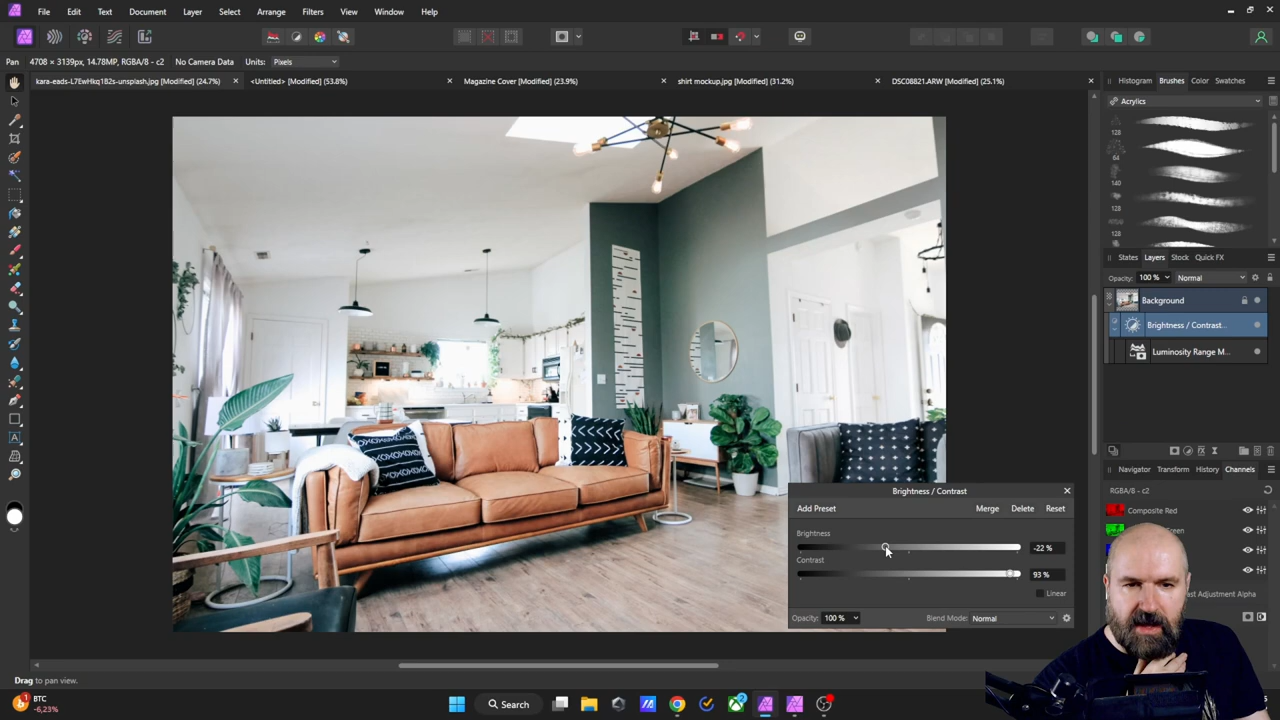 File Edit Text Document Layer Select Arrange Filters View Window Help
Pan 4708 × 3139px, 14.78MP, RGBA/8 - c2 No Camera Data Units: Pixels
kara-eads-L7EwHkq1B2s-unsplash.jpg [Modified] (24.7%) <Untitled> [Modified] (53.8%) Magazine Cover [Modified] (23.9%) shirt mockup.jpg [Modified] (31.2%) DSC08821.ARW [Modified] (25.1%)
Histogram Brushes Color Swatches
Acrylics
128
64
140
128
128
States Layers Stock Quick FX
Opacity: 100 % Normal
Background
Brightness / Contrast...
Luminosity Range M...
Navigator Transform History Channels
RGBA/8 - c2
Composite Red
Brightness / Contrast
Add Preset Merge Delete Reset
Brightness
-22 %
Contrast
93 %
Linear
Opacity: 100 % Blend Mode: Normal
Drag to pan view.
BTC
-6,23%
Search